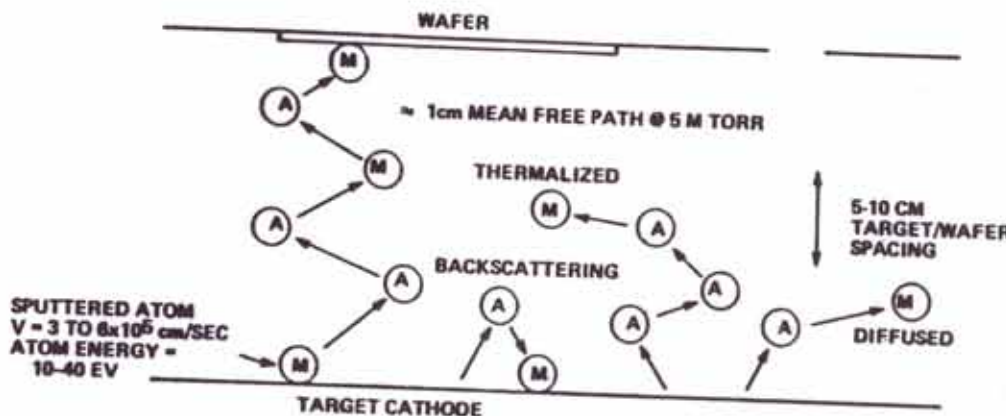 WAFER
M
A
≈ 1cm MEAN FREE PATH @ 5 M TORR
M
THERMALIZED
M
A
A
5-10 CM
TARGET/WAFER
SPACING
BACKSCATTERING
A
A
A
M
SPUTTERED ATOM
V = 3 TO 6x10⁵ cm/SEC
ATOM ENERGY =
10-40 EV
A
A
DIFFUSED
M
M
TARGET CATHODE